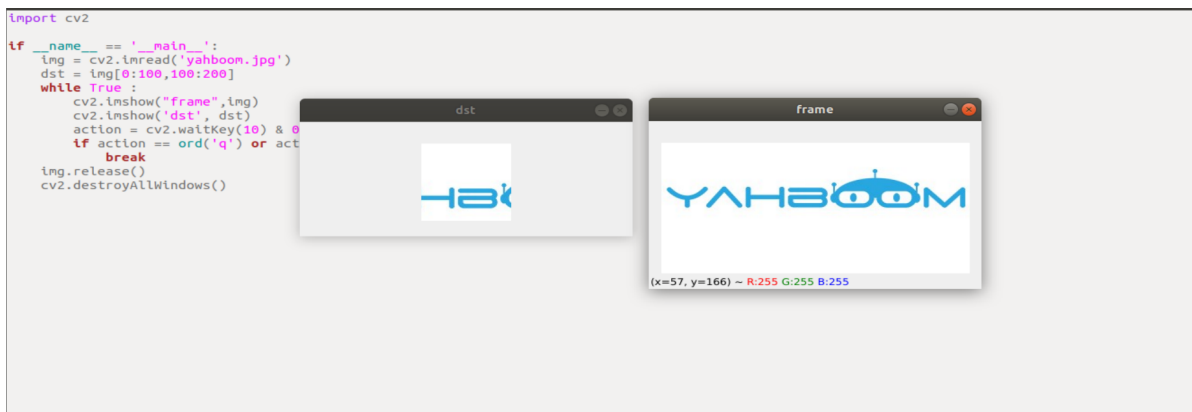 import cv2
if __name__ == '__main__':
    img = cv2.imread('yahboom.jpg')
    dst = img[0:100,100:200]
    while True :
        cv2.imshow("frame",img)
        cv2.imshow('dst', dst)
        action = cv2.waitKey(10) & 0
        if action == ord('q') or act
            break
    img.release()
    cv2.destroyAllWindows()
dst
HBO
frame
YAHBOOM
(x=57, y=166) ~ R:255 G:255 B:255